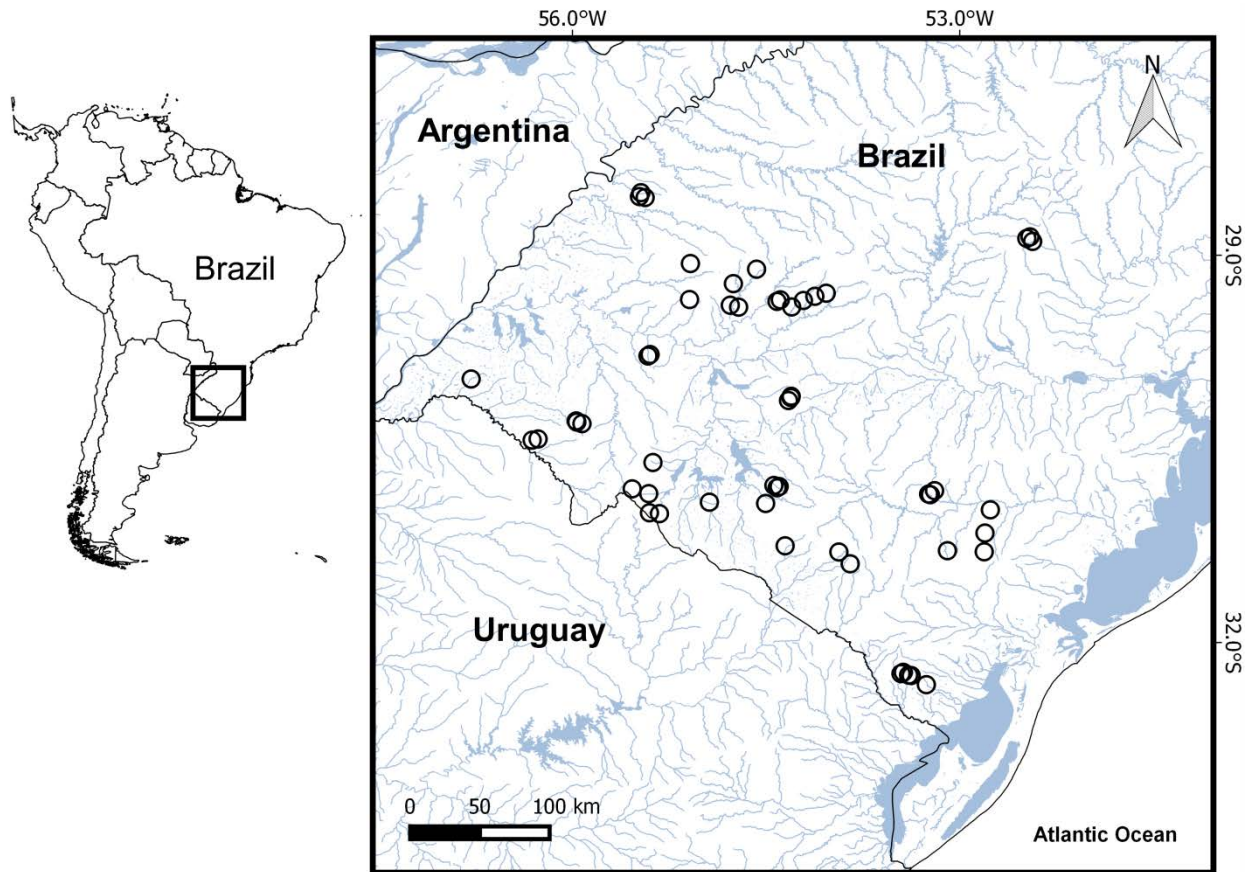 56.0°W
53.0°W
N
Argentina
Brazil
29.0°S
Brazil
Uruguay
32.0°S
0 50 100 km
Atlantic Ocean